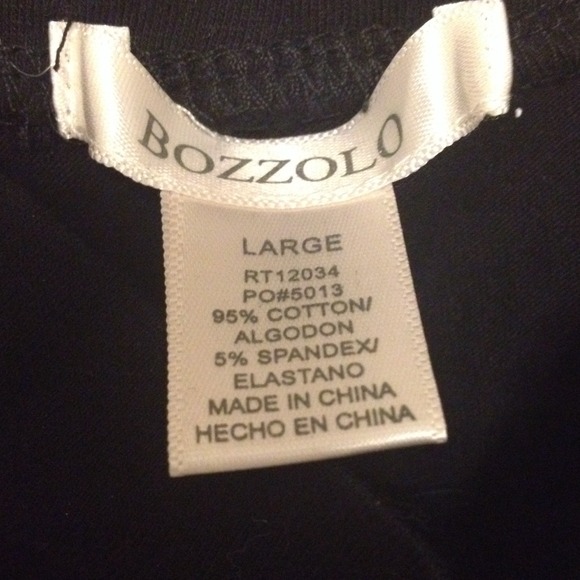 BOZZOLO
LARGE
RT12034
PO#5013
95% COTTON/
ALGODON
5% SPANDEX/
ELASTANO
MADE IN CHINA
HECHO EN CHINA